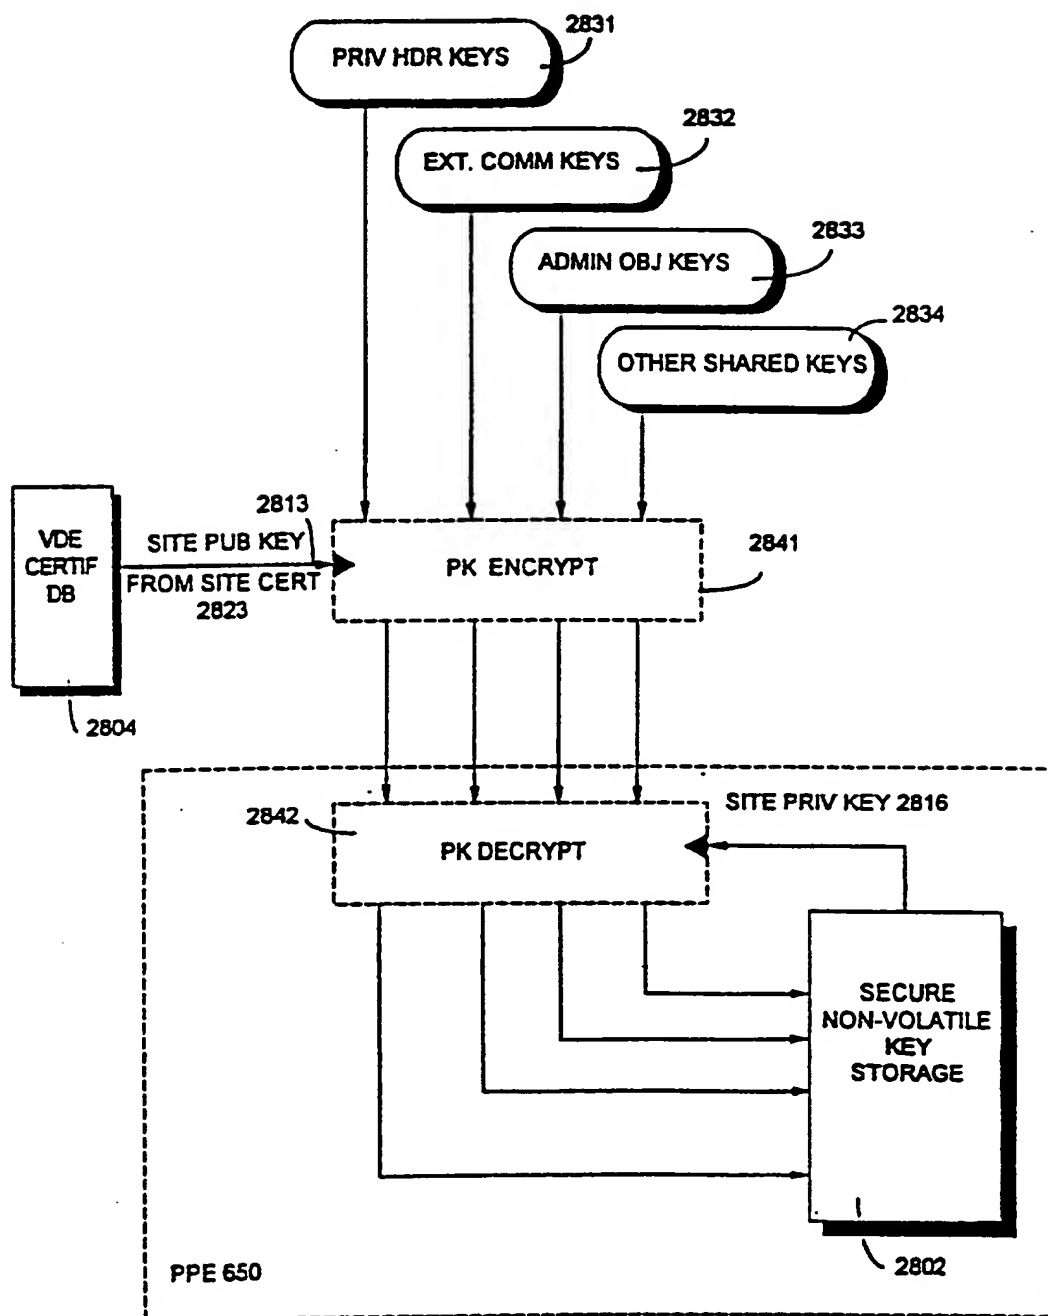 2831
PRIV HDR KEYS
2832
EXT. COMM KEYS
2833
ADMIN OBJ KEYS
2834
OTHER SHARED KEYS
VDE
CERTIF
DB
2804
2813
SITE PUB KEY
FROM SITE CERT
2823
PK ENCRYPT
2841
SITE PRIV KEY 2816
2842
PK DECRYPT
SECURE
NON-VOLATILE
KEY
STORAGE
2802
PPE 650